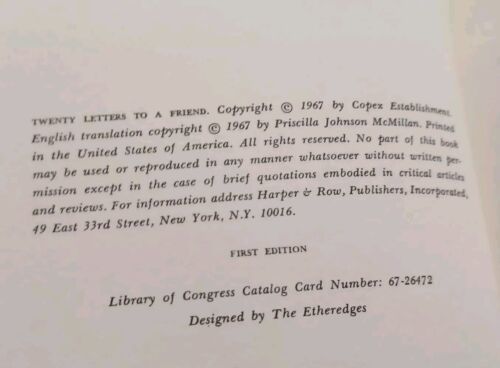 TWENTY LETTERS TO A FRIEND. Copyright © 1967 by Copex Establishment.
English translation copyright © 1967 by Priscilla Johnson McMillan. Printed
in the United States of America. All rights reserved. No part of this book
may be used or reproduced in any manner whatsoever without written per-
mission except in the case of brief quotations embodied in critical articles
and reviews. For information address Harper & Row, Publishers, Incorporated,
49 East 33rd Street, New York, N.Y. 10016.
FIRST EDITION
Library of Congress Catalog Card Number: 67-26472
Designed by The Etheredges